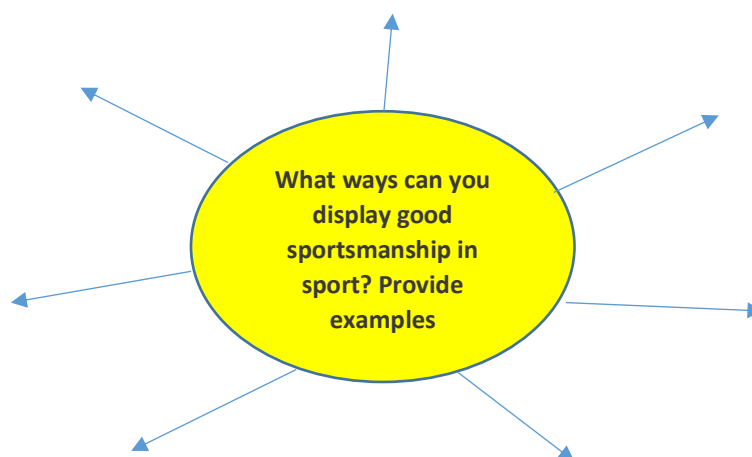 What ways can you
display good
sportsmanship in
sport? Provide
examples